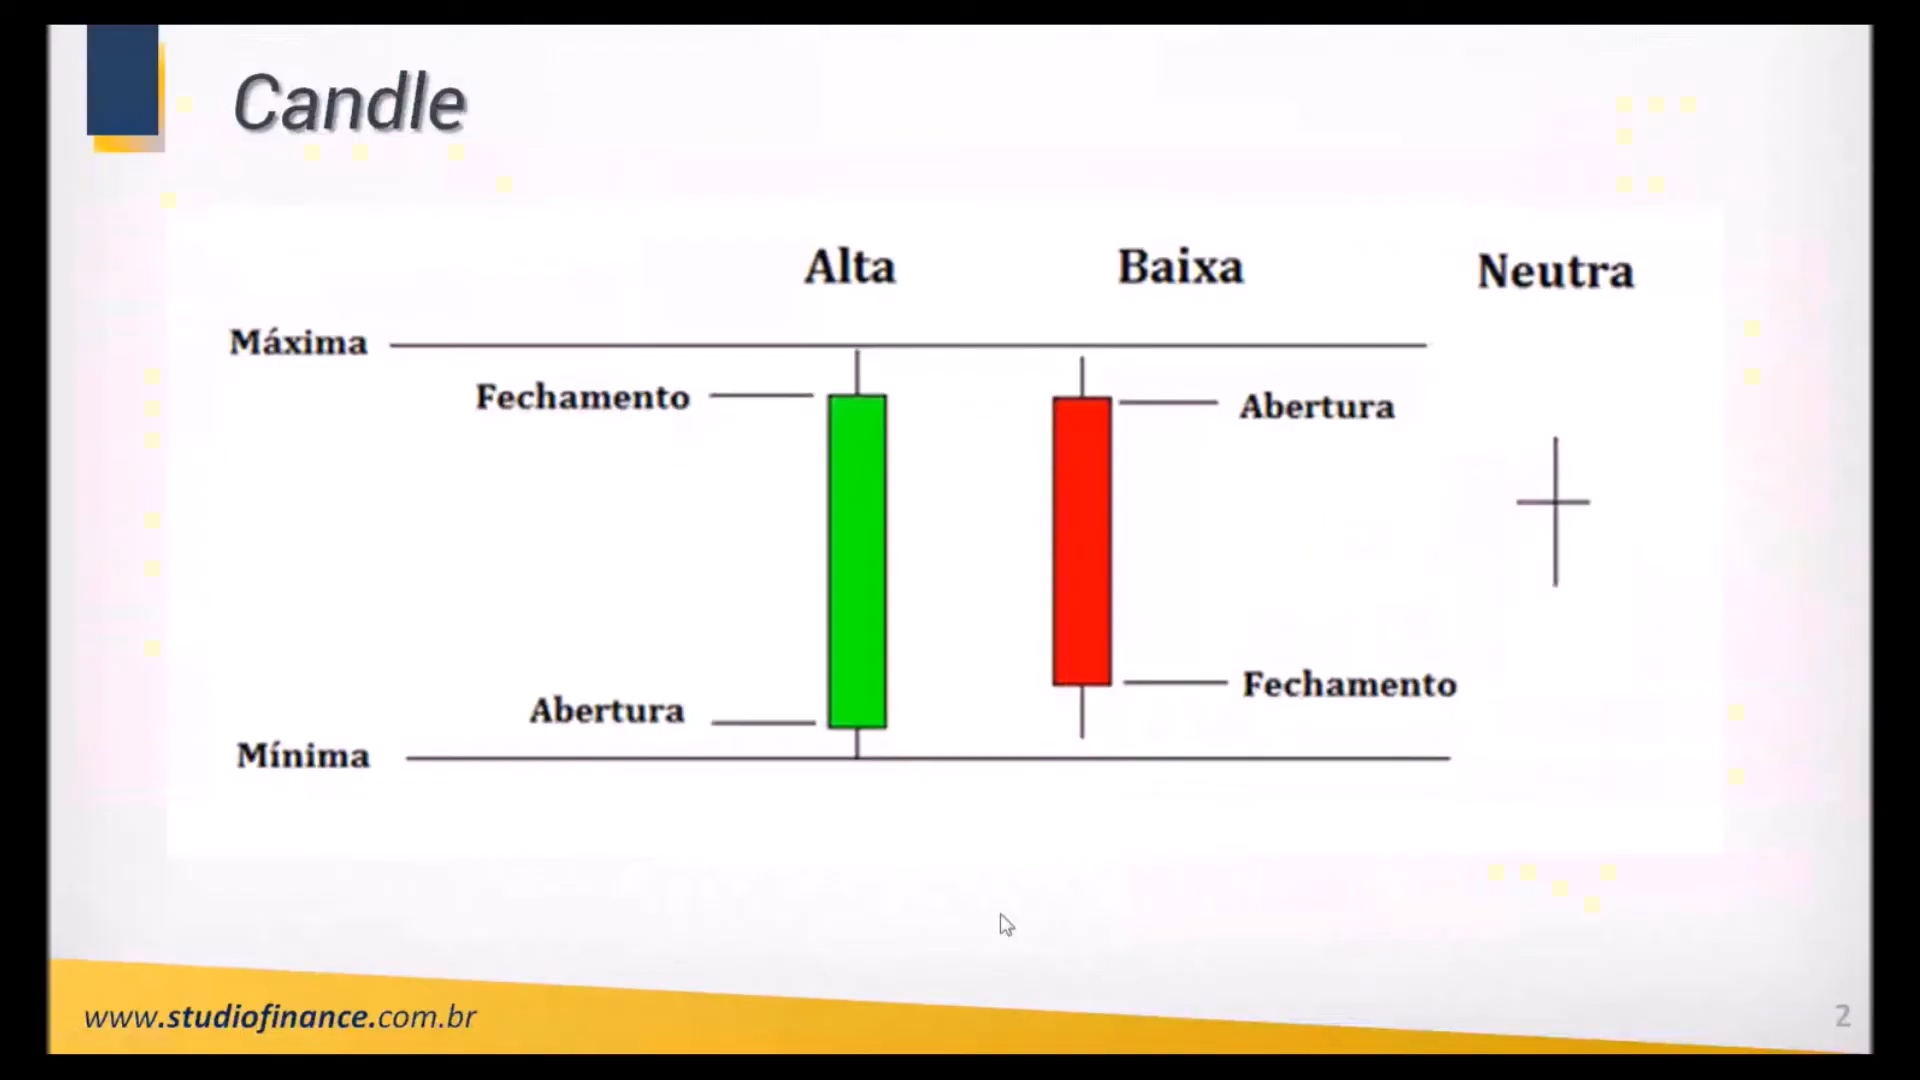 Candle
Alta Baixa Neutra
Máxima
Fechamento Abertura
Fechamento
Abertura
Mínima
www.studiofinance.com.br
2